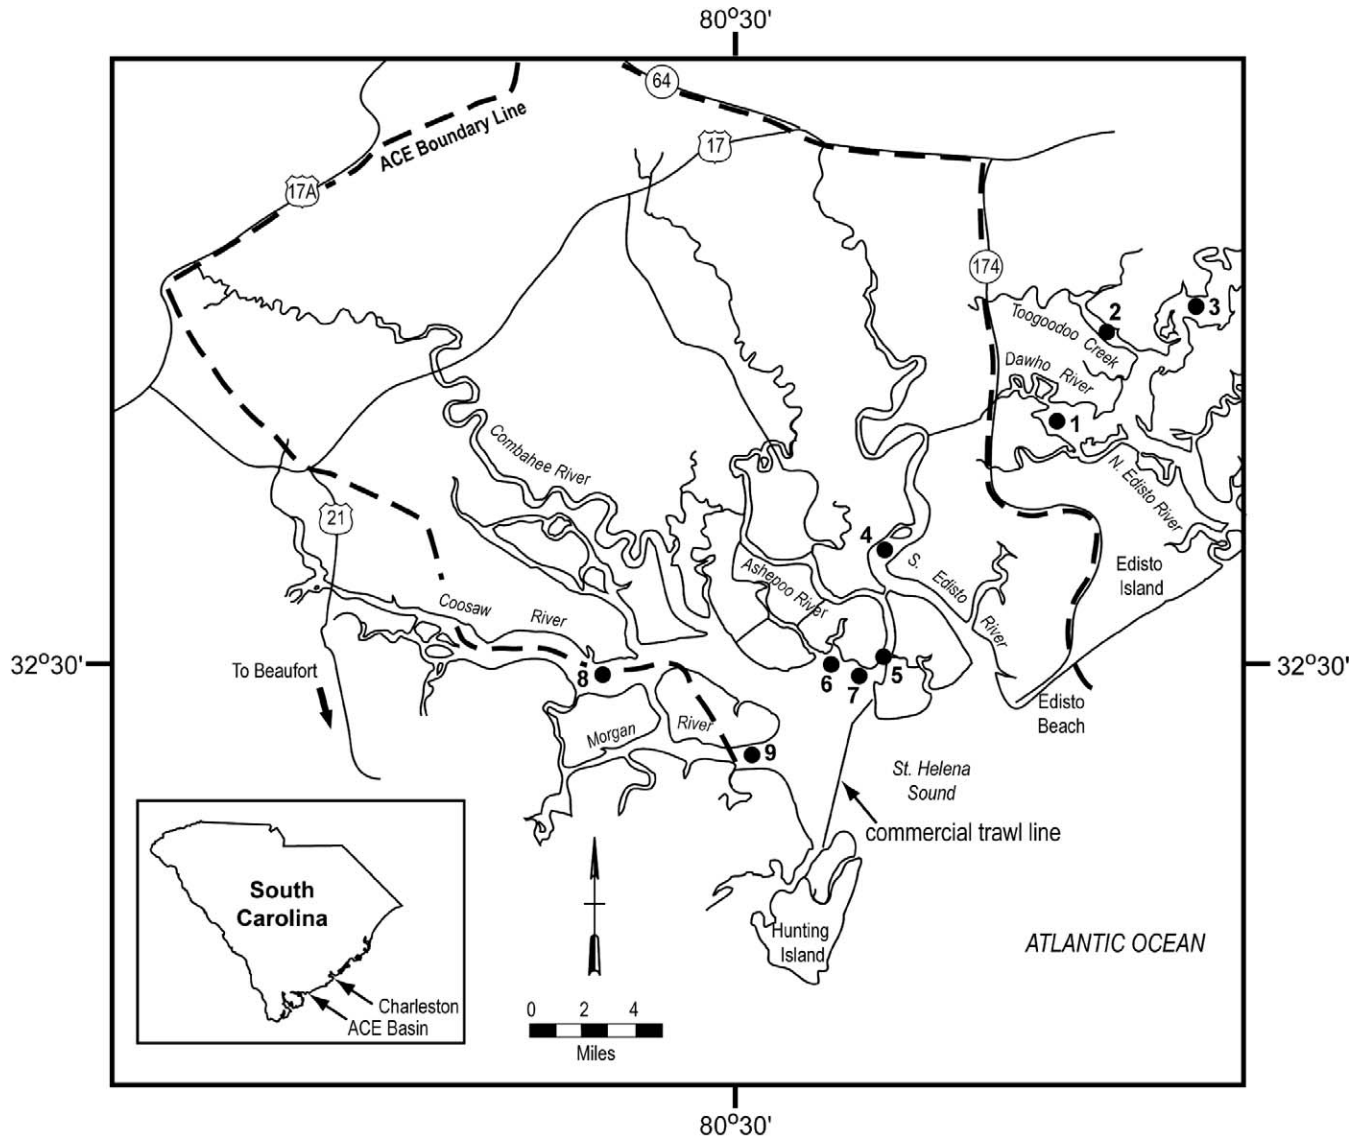 80°30'
64
17
ACE Boundary Line
17A
174
2
3
Toogoodoo Creek
Dawho River
1
Combahee River
N. Edisto River
21
4
S. Edisto River
Edisto
Island
Ashepoo River
Coosaw River
32°30'
32°30'
To Beaufort
8
6
7
5
Edisto
Beach
Morgan River
9
St. Helena
Sound
commercial trawl line
South
Carolina
Hunting
Island
ATLANTIC OCEAN
Charleston
ACE Basin
0 2 4
Miles
80°30'